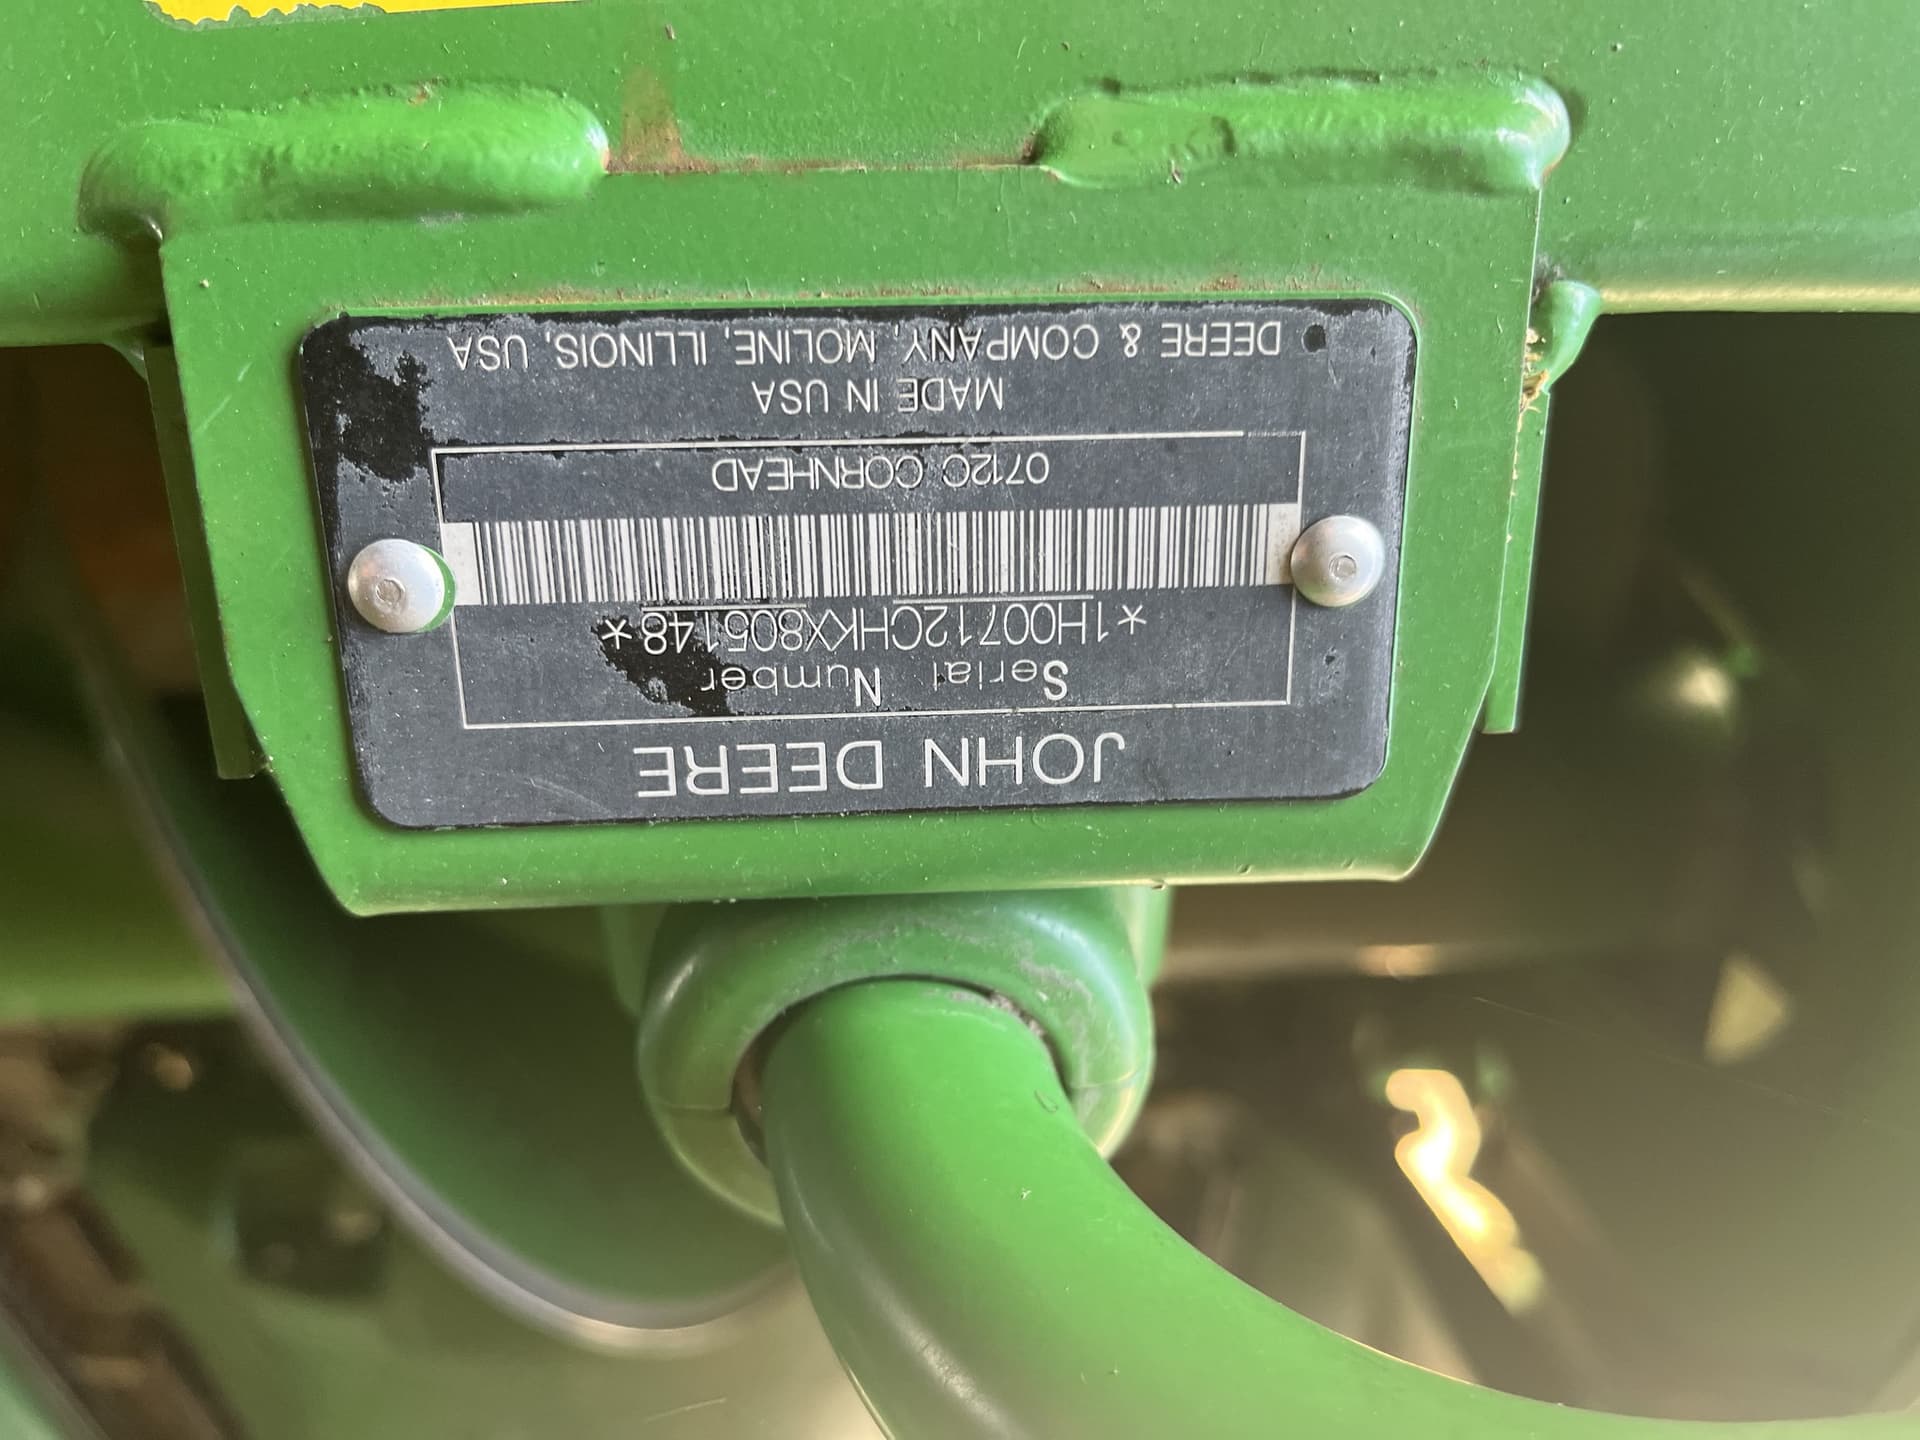 JOHN DEERE
Serial Number
*1H00712CHKX805148*
0712C CORNHEAD
MADE IN USA
DEERE & COMPANY, MOLINE, ILLINOIS, USA